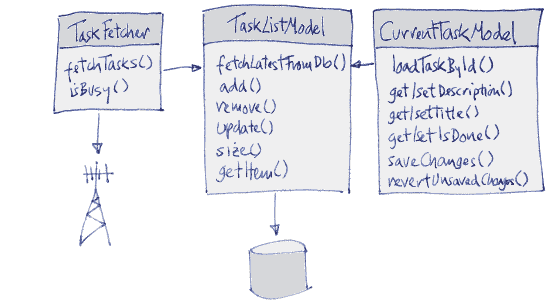 TaskFetcher
fetchTasks()
isBusy()
TaskListModel
fetchLatestFromDb()
add()
remove()
update()
size()
getItem()
CurrentTaskModel
loadTaskById()
get/setDescription()
get/setTitle()
get/setIsDone()
saveChanges()
revertUnsavedChanges()